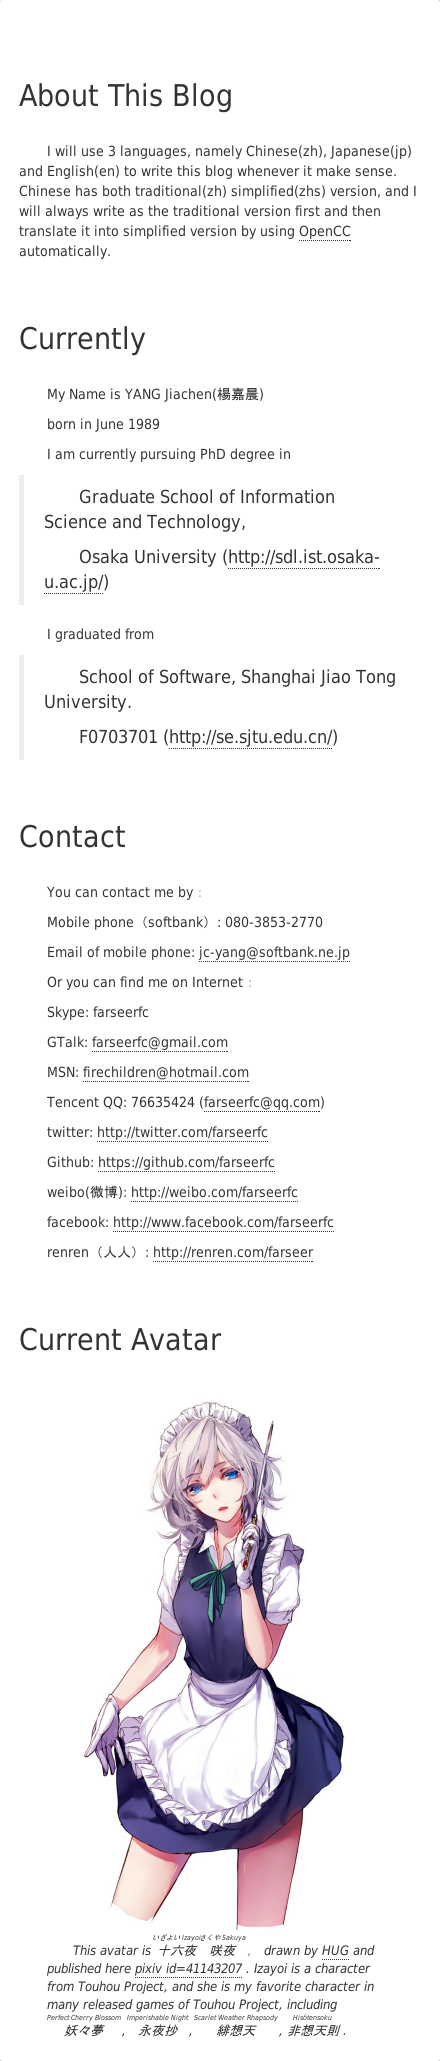 About This Blog
I will use 3 languages, namely Chinese(zh), Japanese(jp)
and English(en) to write this blog whenever it make sense.
Chinese has both traditional(zh) simplified(zhs) version, and I
will always write as the traditional version first and then
translate it into simplified version by using OpenCC
automatically.
Currently
My Name is YANG Jiachen(楊嘉晨)
born in June 1989
I am currently pursuing PhD degree in
Graduate School of Information
Science and Technology,
Osaka University (http://sdl.ist.osaka-
u.ac.jp/)
I graduated from
School of Software, Shanghai Jiao Tong
University.
F0703701 (http://se.sjtu.edu.cn/)
Contact
You can contact me by :
Mobile phone（softbank）: 080-3853-2770
Email of mobile phone: jc-yang@softbank.ne.jp
Or you can find me on Internet :
Skype: farseerfc
GTalk: farseerfc@gmail.com
MSN: firechildren@hotmail.com
Tencent QQ: 76635424 (farseerfc@qq.com)
twitter: http://twitter.com/farseerfc
Github: https://github.com/farseerfc
weibo(微博): http://weibo.com/farseerfc
facebook: http://www.facebook.com/farseerfc
renren（人人）: http://renren.com/farseer
Current Avatar
いざよい Izayoi さくや Sakuya
This avatar is 十六夜 咲夜 , drawn by HUG and
published here pixiv id=41143207 . Izayoi is a character
from Touhou Project, and she is my favorite character in
many released games of Touhou Project, including
Perfect Cherry Blossom Imperishable Night Scarlet Weather Rhapsody Hisōtensoku
妖々夢 , 永夜抄 , 緋想天 , 非想天則 .